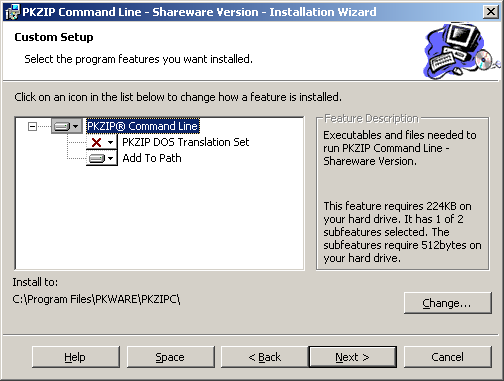 PKZIP Command Line - Shareware Version - Installation Wizard
Custom Setup
Select the program features you want installed.
Click on an icon in the list below to change how a feature is installed.
PKZIP® Command Line
PKZIP DOS Translation Set
Add To Path
Feature Description
Executables and files needed to
run PKZIP Command Line -
Shareware Version.
This feature requires 224KB on
your hard drive. It has 1 of 2
subfeatures selected. The
subfeatures require 512bytes on
your hard drive.
Install to:
C:\Program Files\PKWARE\PKZIPC\
Change...
Help
Space
< Back
Next >
Cancel